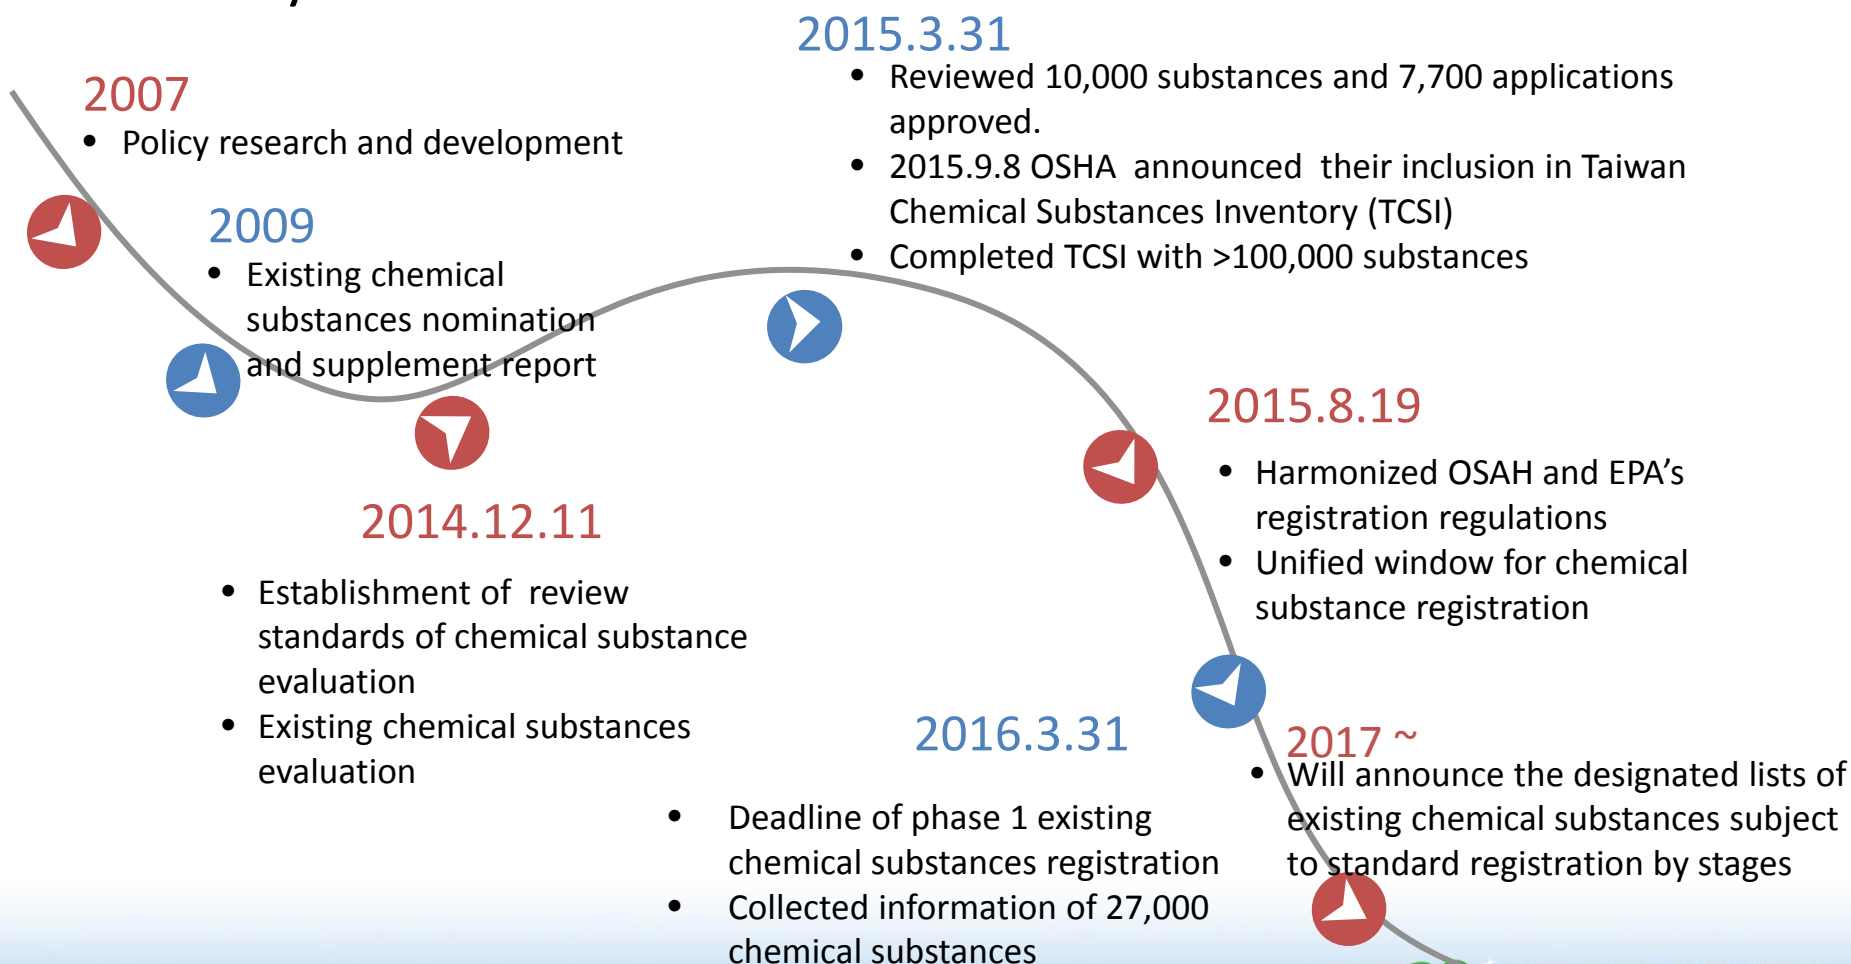 2007
• Policy research and development
2009
• Existing chemical
substances nomination
and supplement report
2014.12.11
• Establishment of review
standards of chemical substance
evaluation
• Existing chemical substances
evaluation
2015.3.31
• Reviewed 10,000 substances and 7,700 applications
approved.
• 2015.9.8 OSHA announced their inclusion in Taiwan
Chemical Substances Inventory (TCSI)
• Completed TCSI with >100,000 substances
2015.8.19
• Harmonized OSAH and EPA’s
registration regulations
• Unified window for chemical
substance registration
2016.3.31
• Deadline of phase 1 existing
chemical substances registration
• Collected information of 27,000
chemical substances
2017 ~
• Will announce the designated lists of
existing chemical substances subject
to standard registration by stages